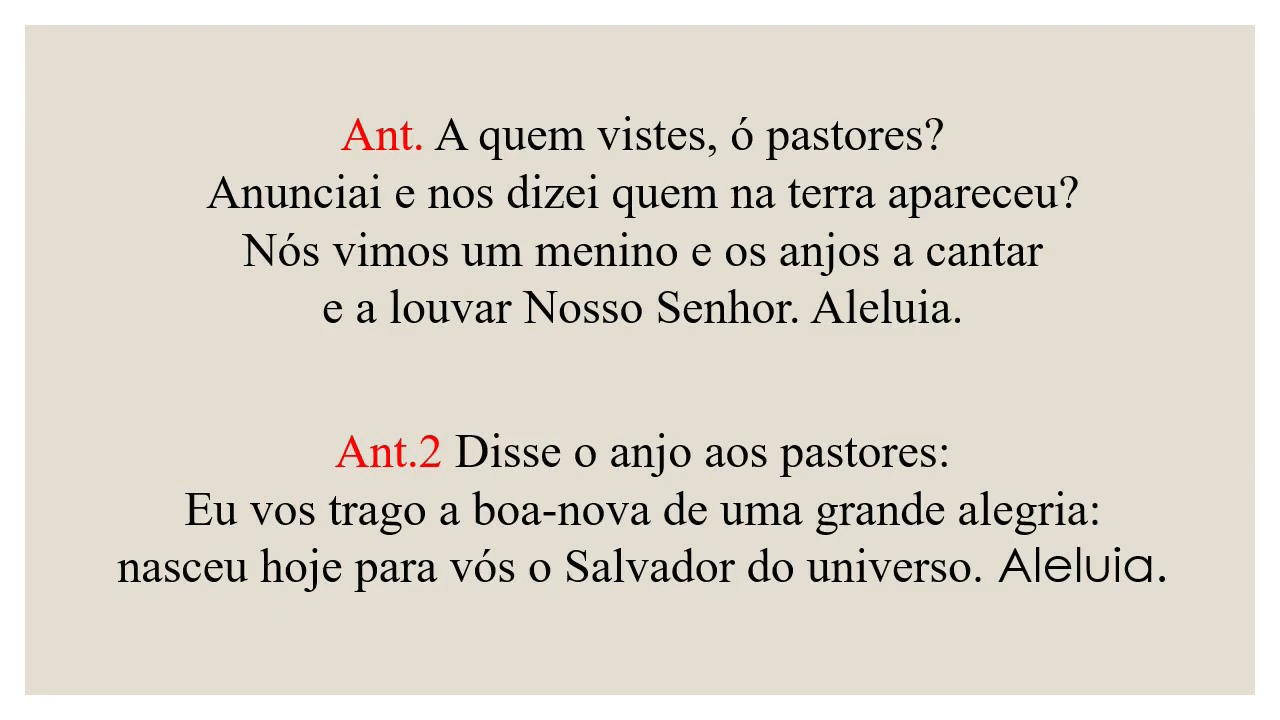 Ant. A quem vistes, ó pastores?
Anunciai e nos dizei quem na terra apareceu?
Nós vimos um menino e os anjos a cantar
e a louvar Nosso Senhor. Aleluia.
Ant.2 Disse o anjo aos pastores:
Eu vos trago a boa-nova de uma grande alegria:
nasceu hoje para vós o Salvador do universo. Aleluia.